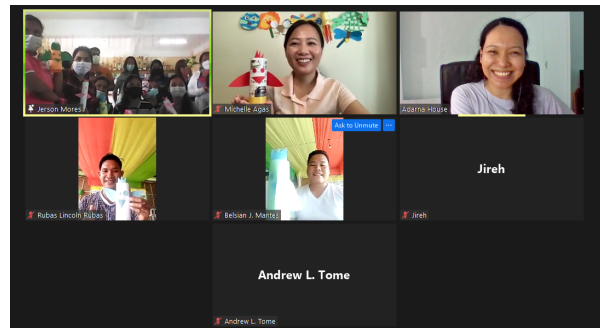 Jerson Mores
Michelle Agas
Adarna House
Ask to Unmute
Rubas Lincoln Rubas
Belsian J. Mantes
Jireh
Jireh
Andrew L. Tome
Andrew L. Tome